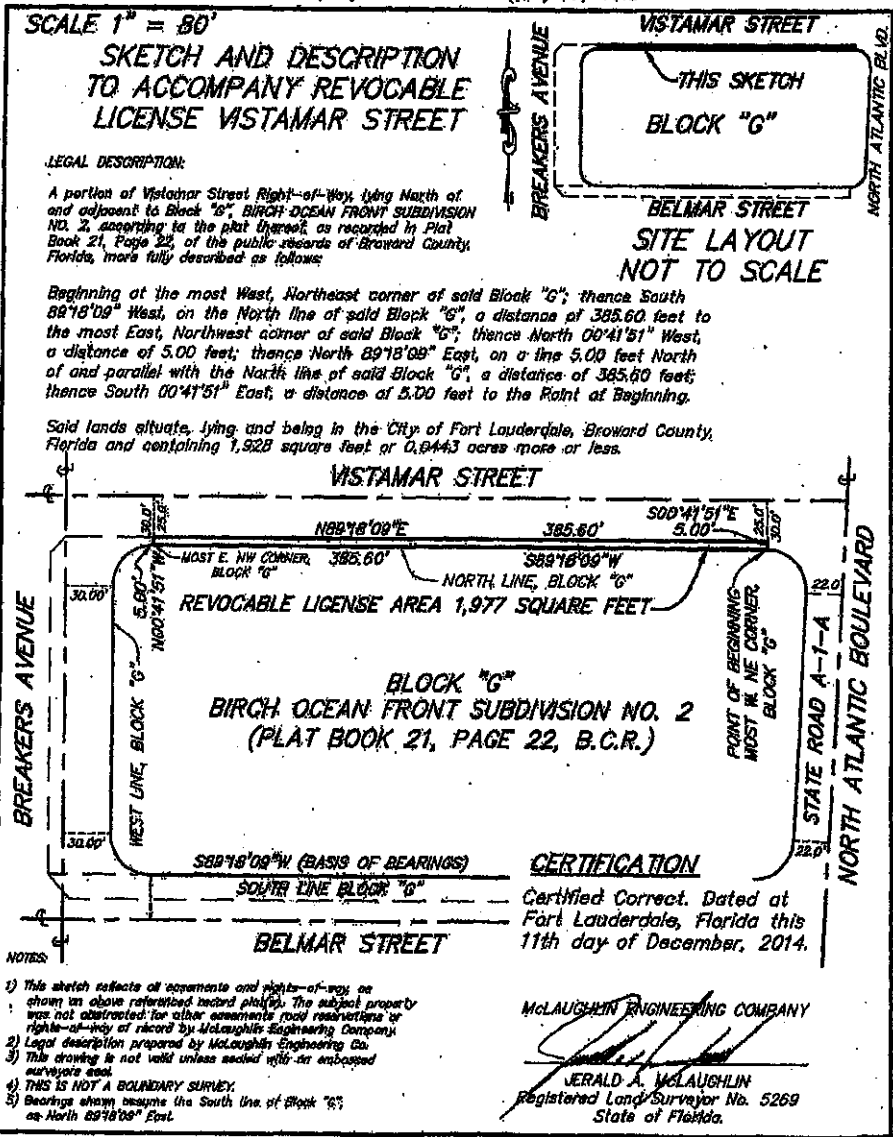 SCALE 1" = 80'
SKETCH AND DESCRIPTION
TO ACCOMPANY REVOCABLE
LICENSE VISTAMAR STREET
VISTAMAR STREET
BREAKERS AVENUE
THIS SKETCH
BLOCK "G"
NORTH ATLANTIC BLVD.
BELMAR STREET
SITE LAYOUT
NOT TO SCALE
LEGAL DESCRIPTION:
A portion of Vistamar Street Right-of-Way, lying North of
and adjacent to Block "G", BIRCH OCEAN FRONT SUBDIVISION
NO. 2, according to the plat thereof, as recorded in Plat
Book 21, Page 22, of the public records of Broward County,
Florida, more fully described as follows:
Beginning at the most West, Northeast corner of said Block "G"; thence South
89°18'09" West, on the North line of said Block "G", a distance of 385.60 feet to
the most East, Northwest corner of said Block "G"; thence North 00°41'51" West,
a distance of 5.00 feet; thence North 89°18'09" East, on a line 5.00 feet North
of and parallel with the North line of said Block "G", a distance of 385.60 feet;
thence South 00°41'51" East, a distance of 5.00 feet to the Point of Beginning.
Said lands situate, lying and being in the City of Fort Lauderdale, Broward County,
Florida and containing 1,928 square feet or 0.0443 acres more or less.
VISTAMAR STREET
30.0'
25.0'
N89°18'09"E 385.60'
S00°41'51"E
5.00'
25.0'
30.0'
MOST E. NW CORNER,
BLOCK "G"
385.60' S89°18'09"W
NORTH LINE, BLOCK "G"
5.00'
N00°41'51"W
30.00'
REVOCABLE LICENSE AREA 1,977 SQUARE FEET
22.0'
BREAKERS AVENUE
WEST LINE, BLOCK "G"
BLOCK "G"
BIRCH OCEAN FRONT SUBDIVISION NO. 2
(PLAT BOOK 21, PAGE 22, B.C.R.)
POINT OF BEGINNING
MOST W. NE CORNER,
BLOCK "G"
STATE ROAD A-1-A
NORTH ATLANTIC BOULEVARD
30.00'
22.0'
S89°18'09"W (BASIS OF BEARINGS)
SOUTH LINE BLOCK "G"
BELMAR STREET
CERTIFICATION
Certified Correct. Dated at
Fort Lauderdale, Florida this
11th day of December, 2014.
NOTES:
1) This sketch reflects all easements and rights-of-way, as
shown on above referenced record plat(s). The subject property
was not abstracted for other easements road reservations or
rights-of-way of record by McLaughlin Engineering Company.
2) Legal description prepared by McLaughlin Engineering Co.
3) This drawing is not valid unless sealed with an embossed
surveyors seal.
4) THIS IS NOT A BOUNDARY SURVEY.
5) Bearings shown assume the South line of Block "G",
as North 89°18'09" East.
McLAUGHLIN ENGINEERING COMPANY
JERALD A. McLAUGHLIN
Registered Land Surveyor No. 5269
State of Florida.